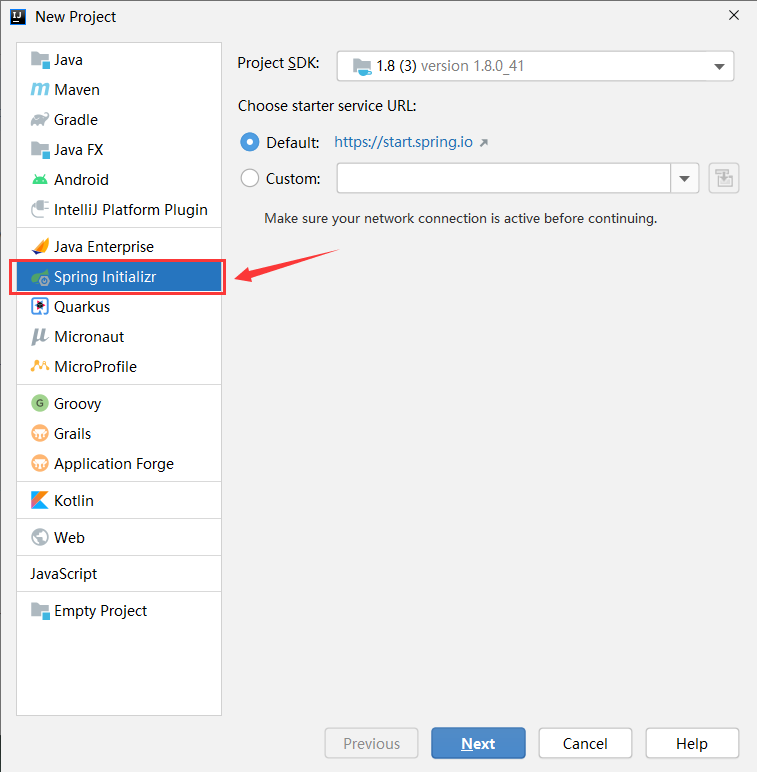 New Project
Java
Maven
Gradle
Java FX
Android
IntelliJ Platform Plugin
Java Enterprise
Spring Initializr
Quarkus
Micronaut
MicroProfile
Groovy
Grails
Application Forge
Kotlin
Web
JavaScript
Empty Project
Project SDK: 1.8 (3) version 1.8.0_41
Choose starter service URL:
Default: https://start.spring.io
Custom:
Make sure your network connection is active before continuing.
Previous Next Cancel Help